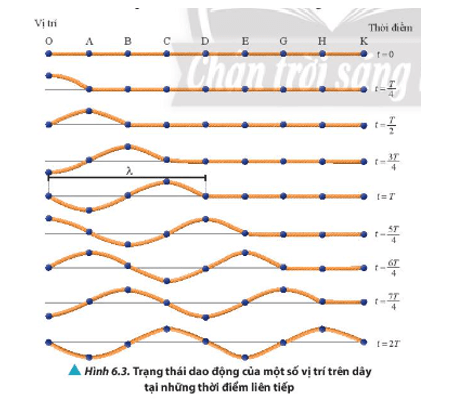 Vị trí
Thời điểm
O A B C D E G H K
t = 0
Chân trời sáng
t = T/4
t = T/2
t = 3T/4
λ
t = T
t = 5T/4
t = 6T/4
t = 7T/4
t = 2T
Hình 6.3. Trạng thái dao động của một số vị trí trên dây
tại những thời điểm liên tiếp